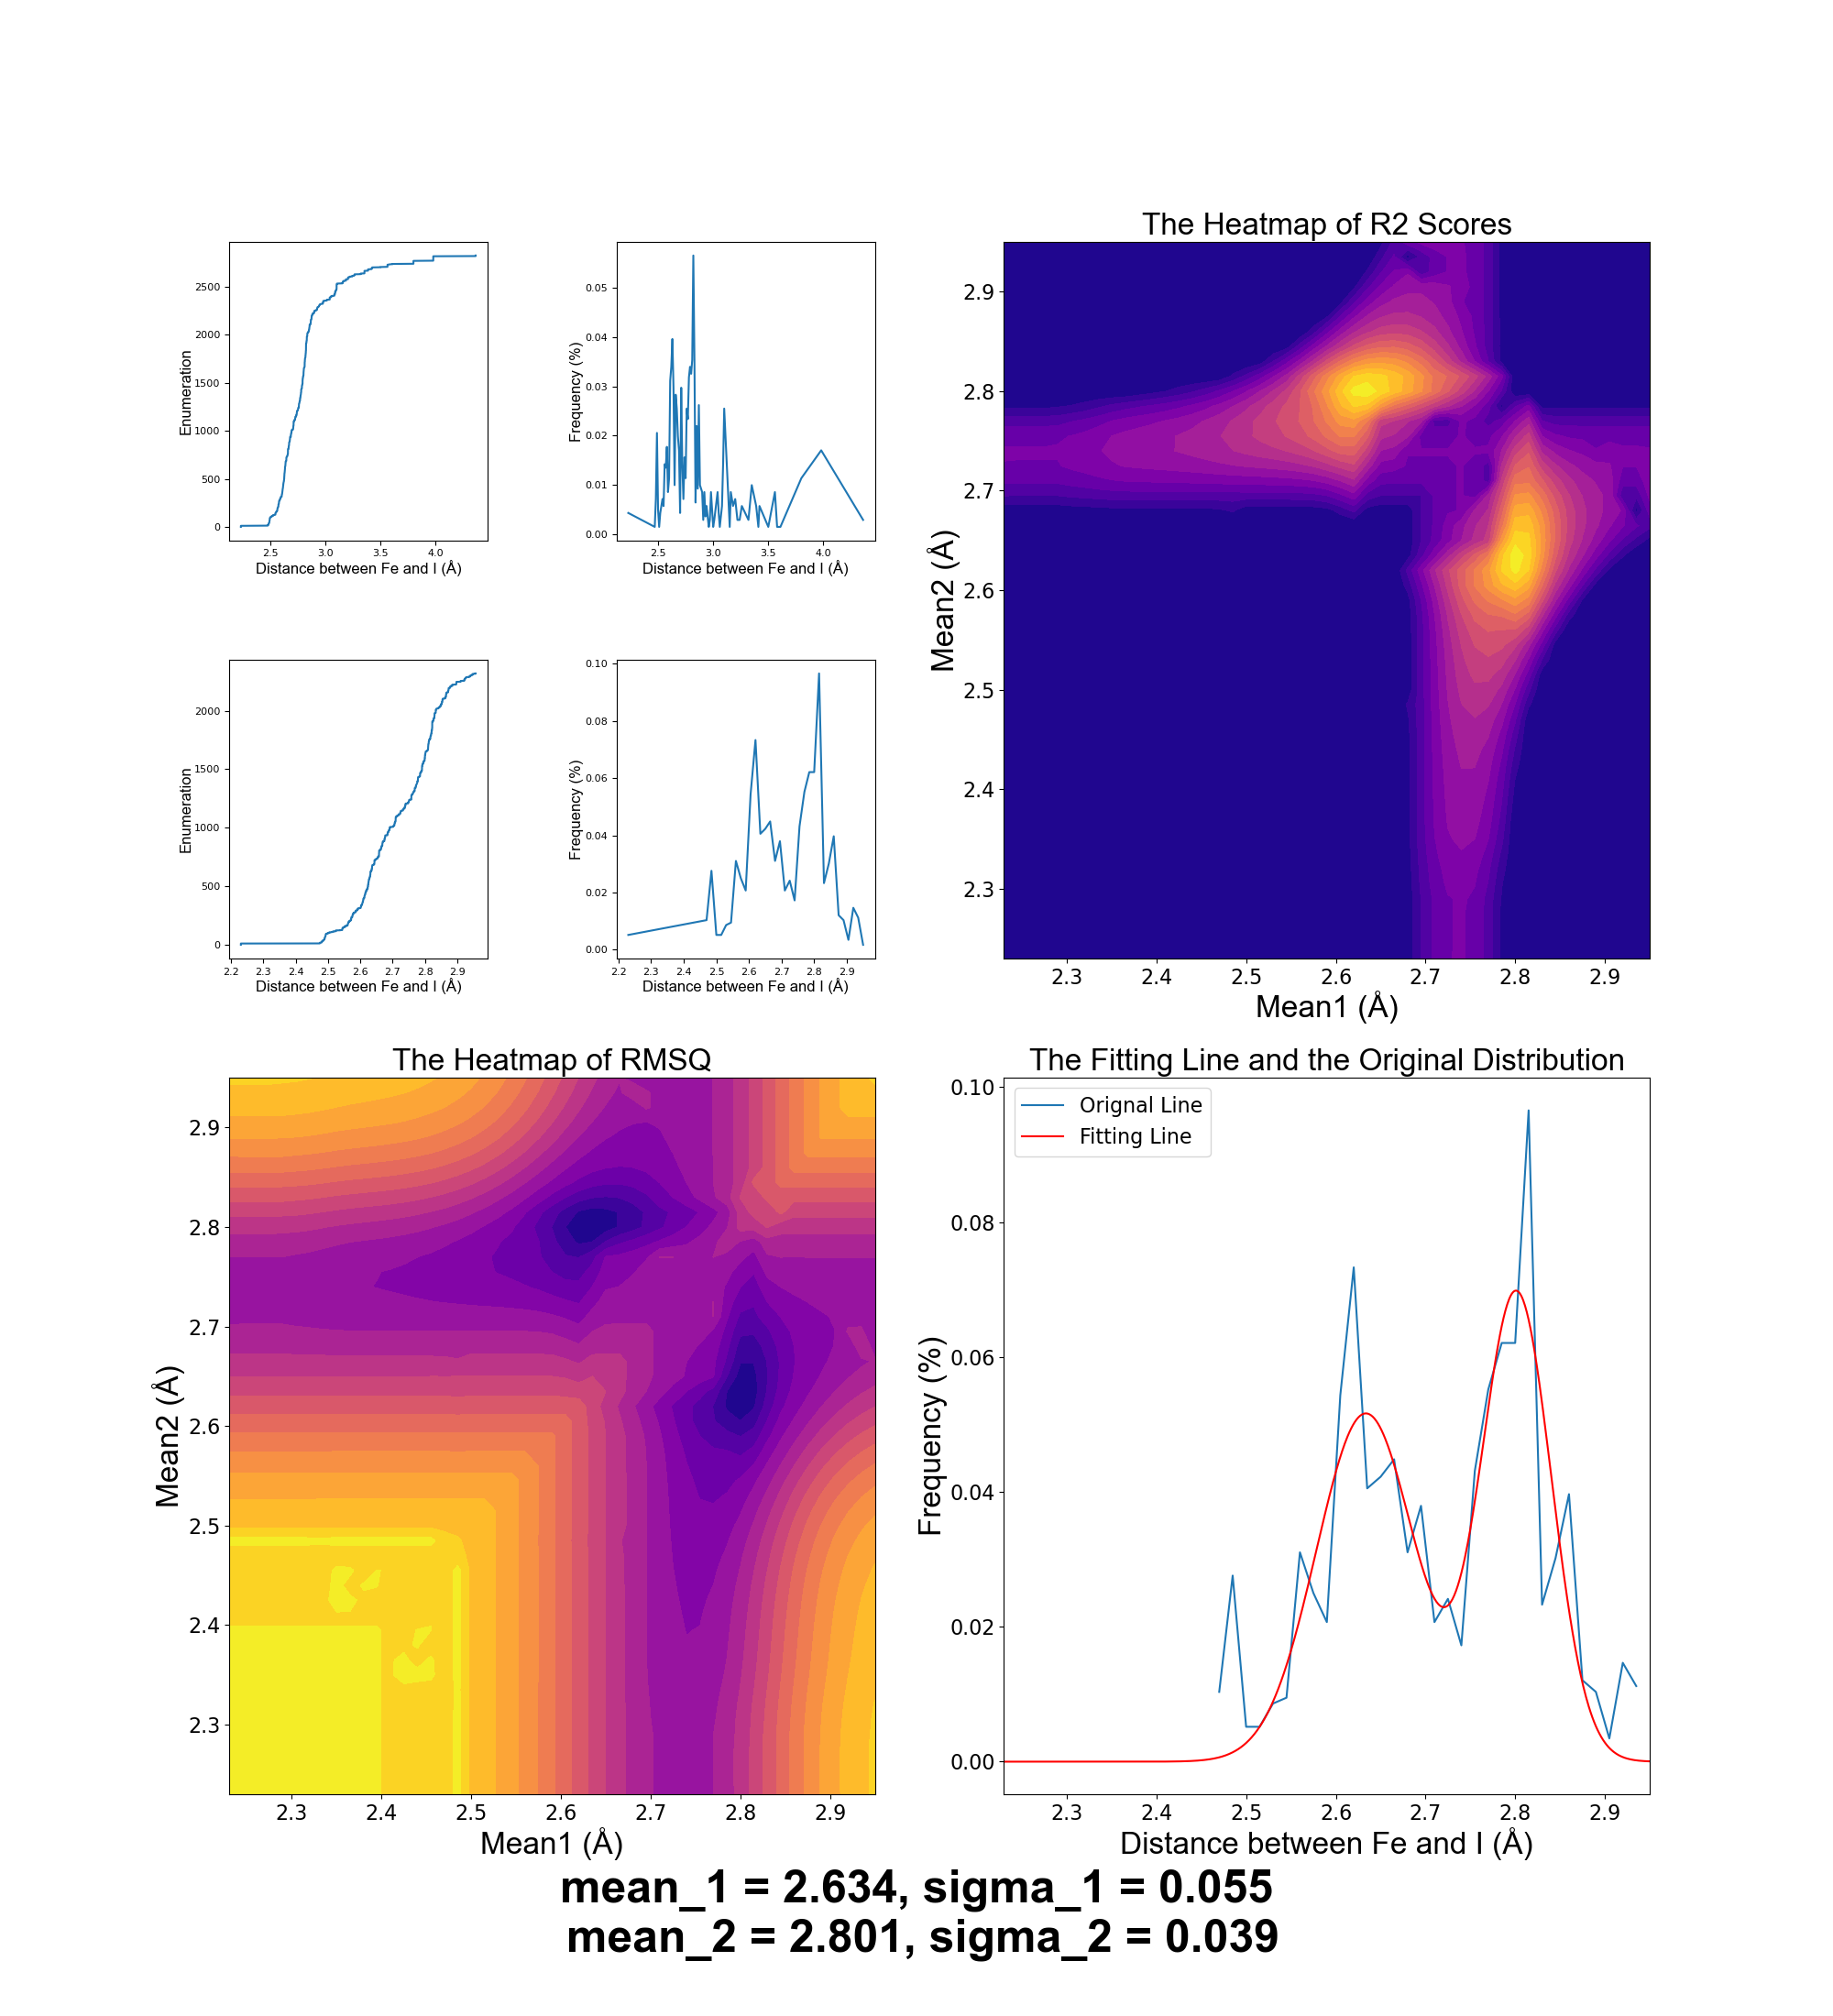 The Heatmap of R2 Scores
2500
2000
1500
1000
500
0
Enumeration
2.5 3.0 3.5 4.0
Distance between Fe and I (Å)
0.05
0.04
0.03
0.02
0.01
0.00
Frequency (%)
2.5 3.0 3.5 4.0
Distance between Fe and I (Å)
2.9
2.8
2.7
2.6
2.5
2.4
2.3
Mean2 (Å)
2.3 2.4 2.5 2.6 2.7 2.8 2.9
Mean1 (Å)
2000
1500
1000
500
0
Enumeration
2.2 2.3 2.4 2.5 2.6 2.7 2.8 2.9
Distance between Fe and I (Å)
0.10
0.08
0.06
0.04
0.02
0.00
Frequency (%)
2.2 2.3 2.4 2.5 2.6 2.7 2.8 2.9
Distance between Fe and I (Å)
The Heatmap of RMSQ
2.9
2.8
2.7
2.6
2.5
2.4
2.3
Mean2 (Å)
2.3 2.4 2.5 2.6 2.7 2.8 2.9
Mean1 (Å)
The Fitting Line and the Original Distribution
Orignal Line
Fitting Line
0.10
0.08
0.06
0.04
0.02
0.00
Frequency (%)
2.3 2.4 2.5 2.6 2.7 2.8 2.9
Distance between Fe and I (Å)
mean_1 = 2.634, sigma_1 = 0.055
mean_2 = 2.801, sigma_2 = 0.039